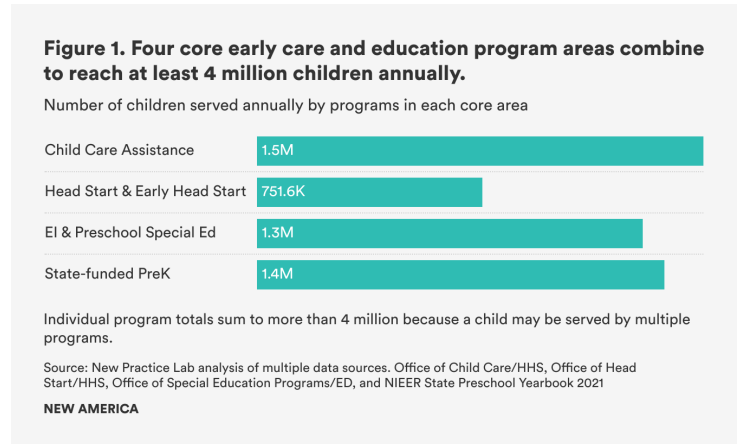 Figure 1. Four core early care and education program areas combine
to reach at least 4 million children annually.
Number of children served annually by programs in each core area
Child Care Assistance 1.5M
Head Start & Early Head Start 751.6K
EI & Preschool Special Ed 1.3M
State-funded PreK 1.4M
Individual program totals sum to more than 4 million because a child may be served by multiple
programs.
Source: New Practice Lab analysis of multiple data sources. Office of Child Care/HHS, Office of Head
Start/HHS, Office of Special Education Programs/ED, and NIEER State Preschool Yearbook 2021
NEW AMERICA